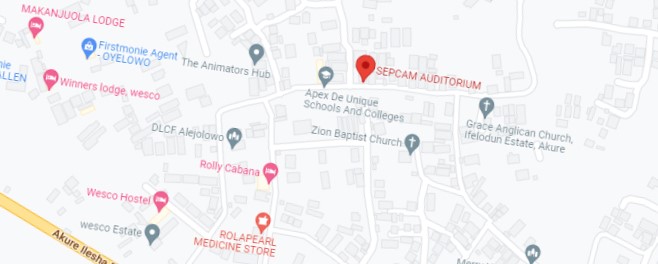 MAKANJUOLA LODGE
Firstmonie Agent
- OYELOWO
The Animators Hub
SEPCAM AUDITORIUM
ALLEN
Winners lodge, wesco
Apex De Unique
Schools And Colleges
Grace Anglican Church,
ifelodun Estate, Akure
DLCF Alejolowo
Zion Baptist Church
Rolly Cabana
Wesco Hostel
wesco Estate
ROLAPEARL
MEDICINE STORE
Akure Ilesha